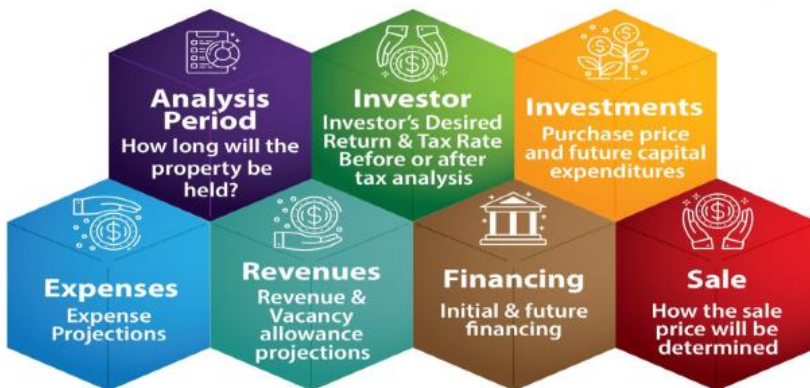 Analysis
Period
How long will the
property be
held?
Investor
Investor's Desired
Return & Tax Rate
Before or after
tax analysis
Investments
Purchase price
and future capital
expenditures
Expenses
Expense
Projections
Revenues
Revenue &
Vacancy
allowance
projections
Financing
Initial & future
financing
Sale
How the sale
price will be
determined